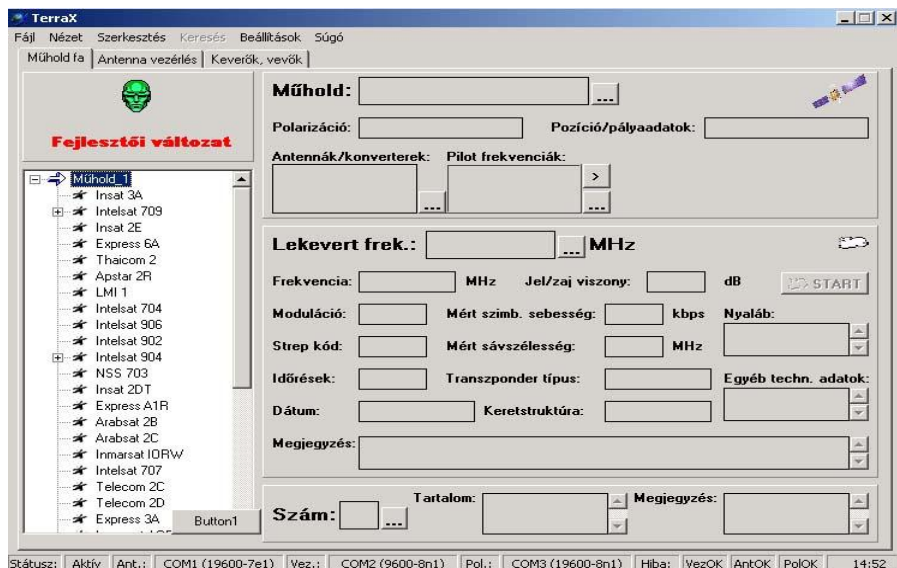 TerraX
Fájl Nézet Szerkesztés Keresés Beállítások Súgó
Műhold fa Antenna vezérlés Keverők, vevők
Fejlesztői változat
Műhold_1
Insat 3A
Intelsat 709
Insat 2E
Express 6A
Thaicom 2
Apstar 2R
LMI 1
Intelsat 704
Intelsat 906
Intelsat 902
Intelsat 904
NSS 703
Insat 2DT
Express A1R
Arabsat 2B
Arabsat 2C
Inmarsat IORW
Intelsat 707
Telecom 2C
Telecom 2D
Express 3A
Button1
Műhold: ...
Polarizáció: Pozíció/pályaadatok:
Antennák/konverterek: Pilot frekvenciák:
>
... ...
Lekevert frek.: ... MHz
Frekvencia: MHz Jel/zaj viszony: dB START
Moduláció: Mért szimb. sebesség: kbps Nyaláb:
Strep kód: Mért sávszélesség: MHz
Időrések: Transzponder típus: Egyéb techn. adatok:
Dátum: Keretstruktúra:
Megjegyzés:
Szám: ... Tartalom: Megjegyzés:
Státusz: Aktív Ant.: COM1 (19600-7e1) Vez.: COM2 (9600-8n1) Pol.: COM3 (19600-8n1) Hiba: VezOK AntOK PolOK 14:52